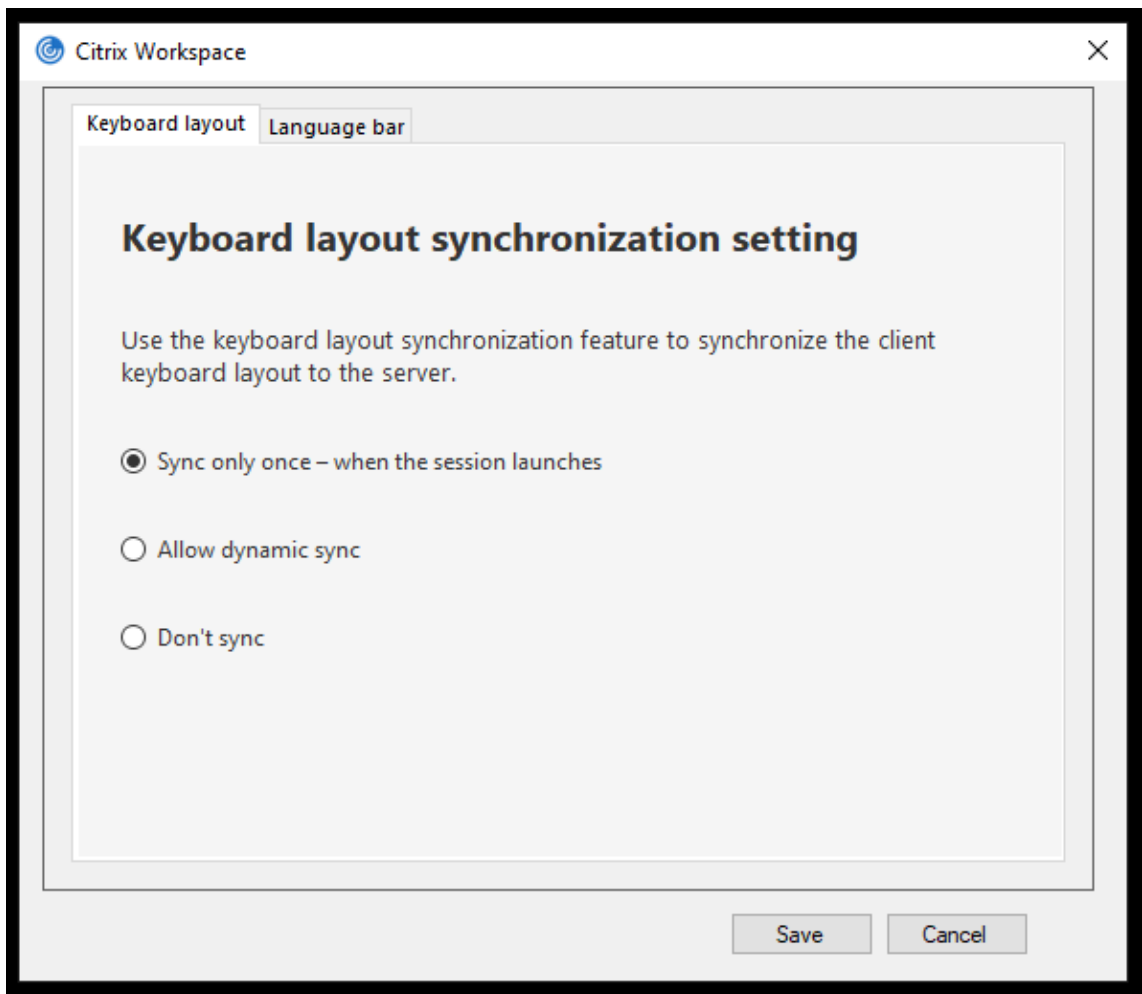 Citrix Workspace
Keyboard layout
Language bar
Keyboard layout synchronization setting
Use the keyboard layout synchronization feature to synchronize the client
keyboard layout to the server.
Sync only once – when the session launches
Allow dynamic sync
Don't sync
Save
Cancel